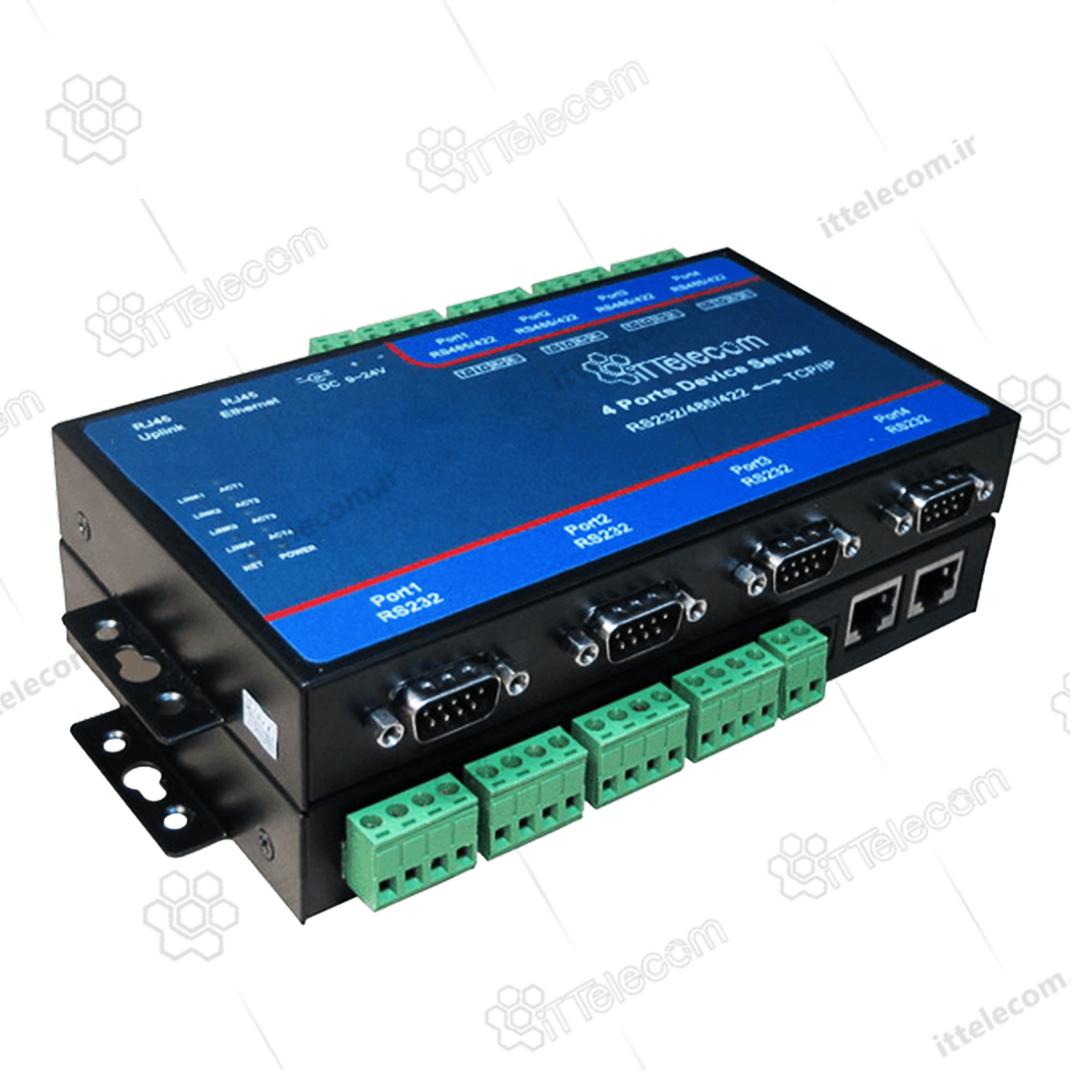 iTTelecom
ittelecom.ir
iTTelecom
Port1
RS485/422
Port2
RS485/422
Port3
RS485/422
Port4
RS485/422
DC 9~24V
RJ45
Ethernet
RJ45
Uplink
iTTelecom
4 Ports Device Server
RS232/485/422 ⟷ TCP/IP
LINK1 ACT1
LINK2 ACT2
LINK3 ACT3
LINK4 ACT4
NET POWER
Port1
RS232
Port2
RS232
Port3
RS232
Port4
RS232
iTTelecom
iTTelecom
ittelecom.ir